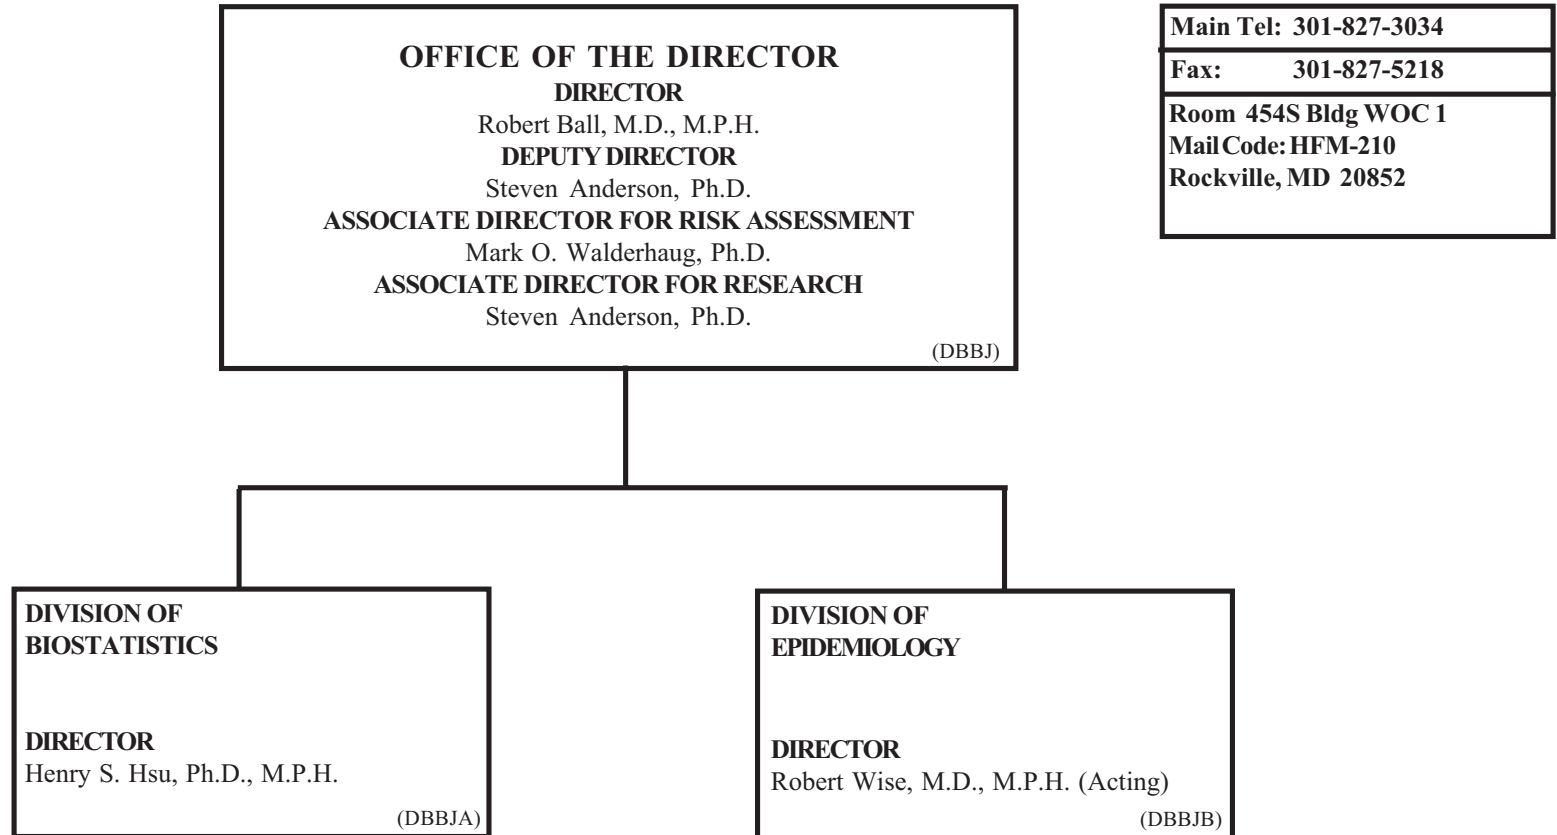 OFFICE OF THE DIRECTOR
DIRECTOR
Robert Ball, M.D., M.P.H.
DEPUTY DIRECTOR
Steven Anderson, Ph.D.
ASSOCIATE DIRECTOR FOR RISK ASSESSMENT
Mark O. Walderhaug, Ph.D.
ASSOCIATE DIRECTOR FOR RESEARCH
Steven Anderson, Ph.D.
(DBBJ)
Main Tel: 301-827-3034
Fax: 301-827-5218
Room 454S Bldg WOC 1
Mail Code: HFM-210
Rockville, MD 20852
DIVISION OF
BIOSTATISTICS
DIRECTOR
Henry S. Hsu, Ph.D., M.P.H.
(DBBJA)
DIVISION OF
EPIDEMIOLOGY
DIRECTOR
Robert Wise, M.D., M.P.H. (Acting)
(DBBJB)